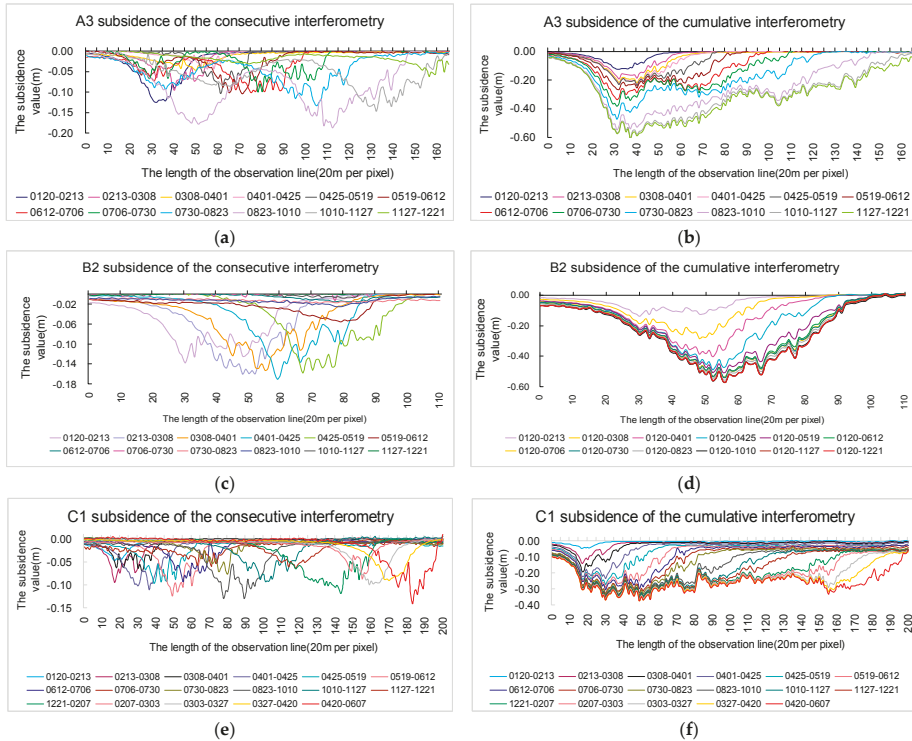 A3 subsidence of the consecutive interferometry
The subsidence
value(m)
0.00
-0.05
-0.10
-0.15
-0.20
0 10 20 30 40 50 60 70 80 90 100 110 120 130 140 150 160
The length of the observation line(20m per pixel)
0120-0213 0213-0308 0308-0401 0401-0425 0425-0519 0519-0612
0612-0706 0706-0730 0730-0823 0823-1010 1010-1127 1127-1221
(a)
A3 subsidence of the cumulative interferometry
The subsidence
value(m)
0.00
-0.20
-0.40
-0.60
0 10 20 30 40 50 60 70 80 90 100 110 120 130 140 150 160
The length of the observation line(20m per pixel)
0120-0213 0213-0308 0308-0401 0401-0425 0425-0519 0519-0612
0612-0706 0706-0730 0730-0823 0823-1010 1010-1127 1127-1221
(b)
B2 subsidence of the consecutive interferometry
The subsidence
value(m)
-0.02
-0.06
-0.10
-0.14
-0.18
0 10 20 30 40 50 60 70 80 90 100 110
The length of the observation line(20m per pixel)
0120-0213 0213-0308 0308-0401 0401-0425 0425-0519 0519-0612
0612-0706 0706-0730 0730-0823 0823-1010 1010-1127 1127-1221
(c)
B2 subsidence of the cumulative interferometry
The subsidence
value(m)
0.00
-0.20
-0.40
-0.60
0 10 20 30 40 50 60 70 80 90 100 110
The length of the observation line(20m per pixel)
0120-0213 0120-0308 0120-0401 0120-0425 0120-0519 0120-0612
0120-0706 0120-0730 0120-0823 0120-1010 0120-1127 0120-1221
(d)
C1 subsidence of the consecutive interferometry
The subsidence
value(m)
0.00
-0.05
-0.10
-0.15
0 10 20 30 40 50 60 70 80 90 100 110 120 130 140 150 160 170 180 190 200
The length of the observation line(20m per pixel)
0120-0213 0213-0308 0308-0401 0401-0425 0425-0519 0519-0612
0612-0706 0706-0730 0730-0823 0823-1010 1010-1127 1127-1221
1221-0207 0207-0303 0303-0327 0327-0420 0420-0607
(e)
C1 subsidence of the cumulative interferometry
The subsidence
value(m)
0.00
-0.10
-0.20
-0.30
-0.40
0 10 20 30 40 50 60 70 80 90 100 110 120 130 140 150 160 170 180 190 200
The length of the observation line(20m per pixel)
0120-0213 0213-0308 0308-0401 0401-0425 0425-0519 0519-0612
0612-0706 0706-0730 0730-0823 0823-1010 1010-1127 1127-1221
1221-0207 0207-0303 0303-0327 0327-0420 0420-0607
(f)